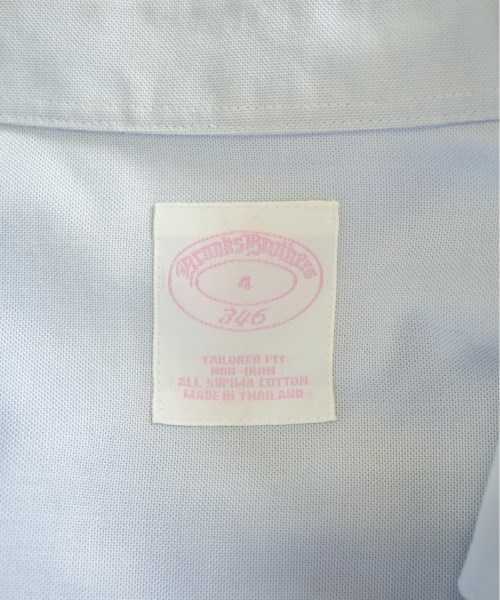 Brooks Brothers
4
346
TAILORED FIT
NON-IRON
ALL SUPIMA COTTON
MADE IN THAILAND